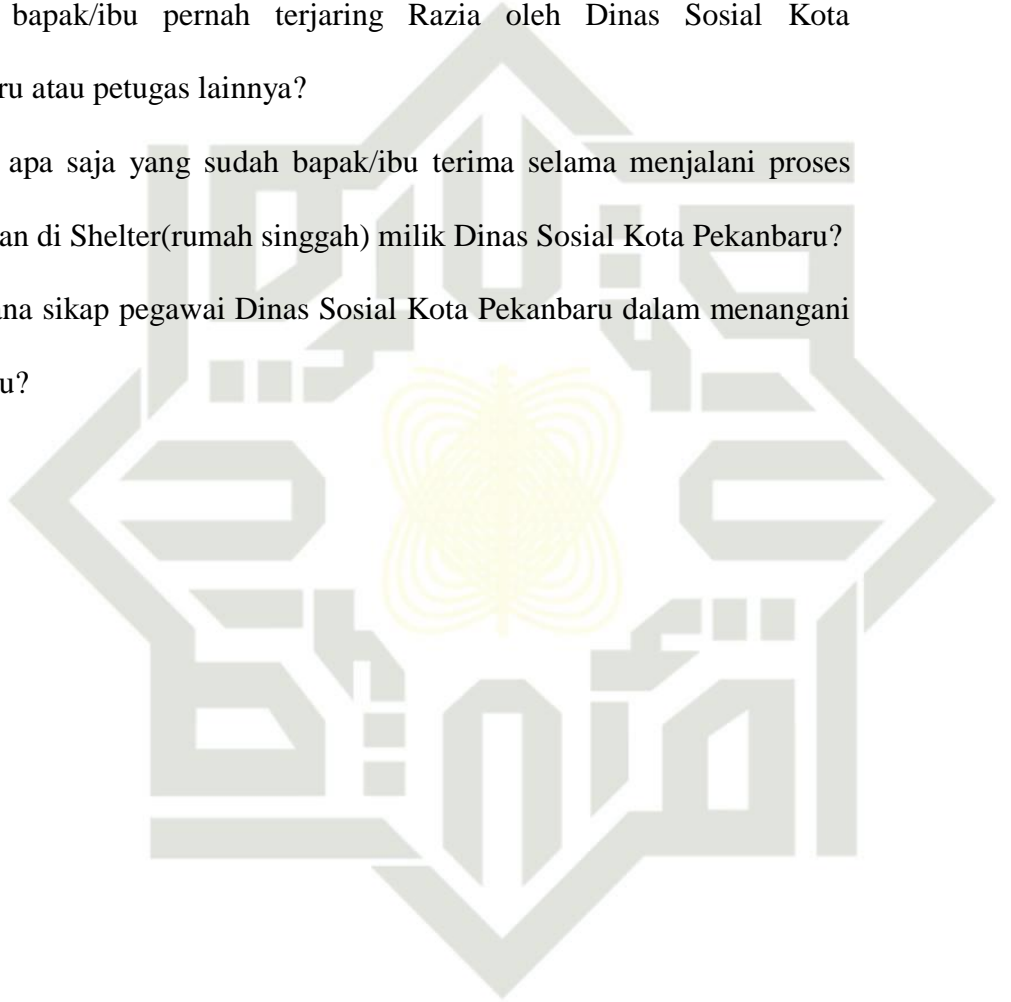 bapak/ibu pernah terjaring Razia oleh Dinas Sosial Kota
ru atau petugas lainnya?
apa saja yang sudah bapak/ibu terima selama menjalani proses
an di Shelter(rumah singgah) milik Dinas Sosial Kota Pekanbaru?
ana sikap pegawai Dinas Sosial Kota Pekanbaru dalam menangani
u?